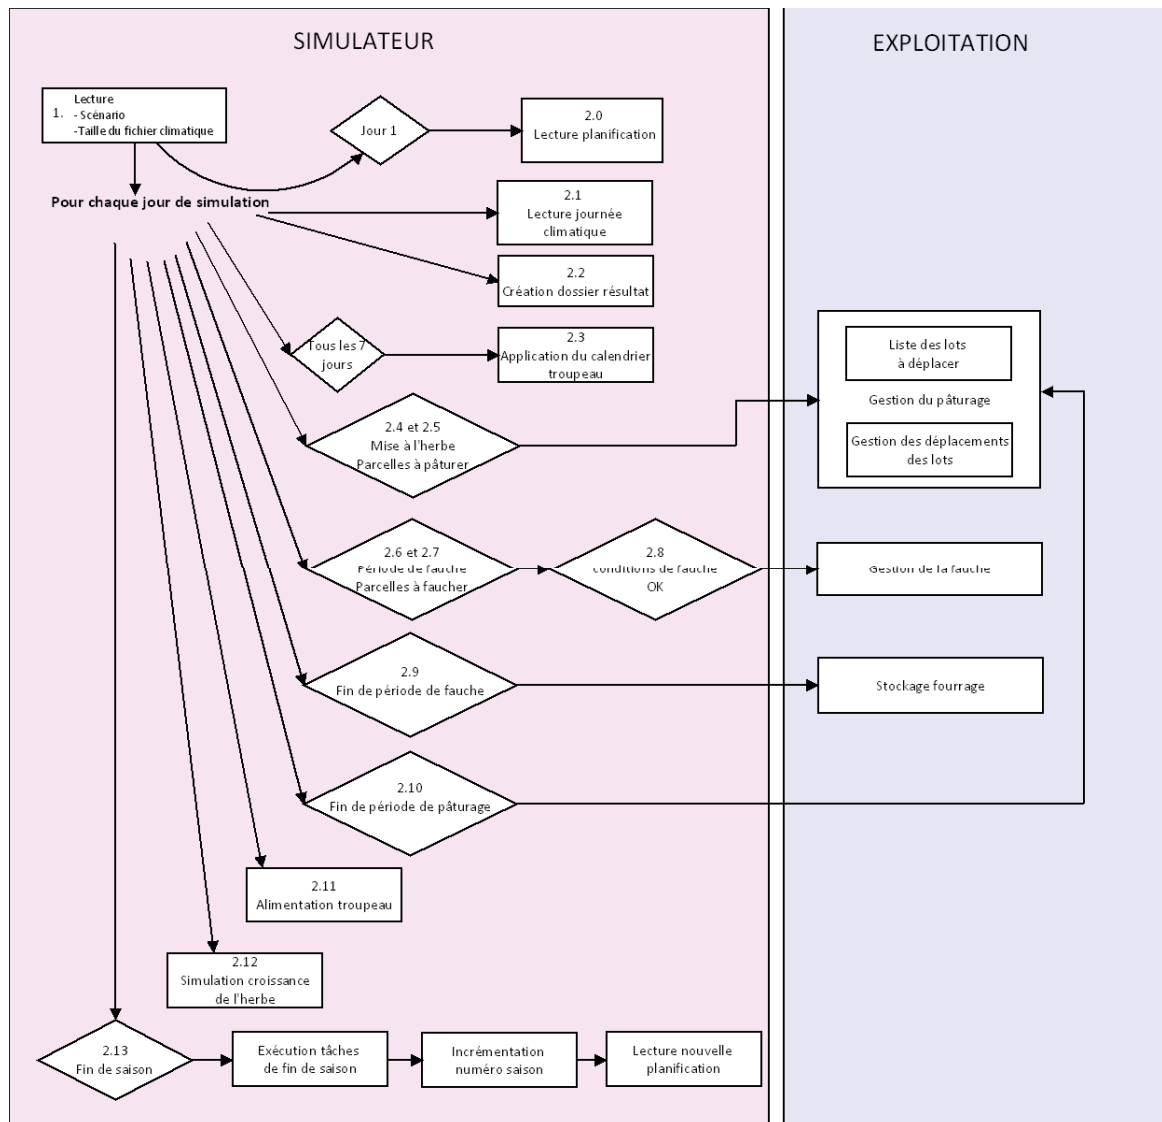 SIMULATEUR
EXPLOITATION
1. Lecture
- Scénario
-Taille du fichier climatique
Jour 1
2.0
Lecture planification
Pour chaque jour de simulation
2.1
Lecture journée
climatique
2.2
Création dossier résultat
Tous les 7
jours
2.3
Application du calendrier
troupeau
Liste des lots
à déplacer
Gestion du pâturage
Gestion des déplacements
des lots
2.4 et 2.5
Mise à l'herbe
Parcelles à pâturer
2.6 et 2.7
Période de fauche
Parcelles à faucher
2.8
conditions de fauche
OK
Gestion de la fauche
2.9
Fin de période de fauche
Stockage fourrage
2.10
Fin de période de pâturage
2.11
Alimentation troupeau
2.12
Simulation croissance
de l'herbe
2.13
Fin de saison
Exécution tâches
de fin de saison
Incrémentation
numéro saison
Lecture nouvelle
planification